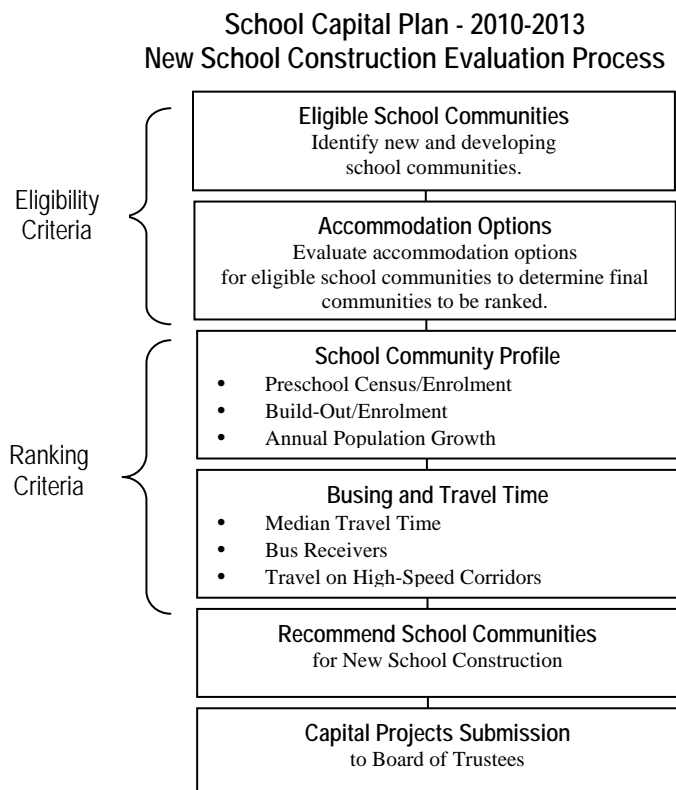 School Capital Plan - 2010-2013
New School Construction Evaluation Process
Eligible School Communities
Identify new and developing
school communities.
Eligibility
Criteria
Accommodation Options
Evaluate accommodation options
for eligible school communities to determine final
communities to be ranked.
School Community Profile
• Preschool Census/Enrolment
• Build-Out/Enrolment
• Annual Population Growth
Ranking
Criteria
Busing and Travel Time
• Median Travel Time
• Bus Receivers
• Travel on High-Speed Corridors
Recommend School Communities
for New School Construction
Capital Projects Submission
to Board of Trustees